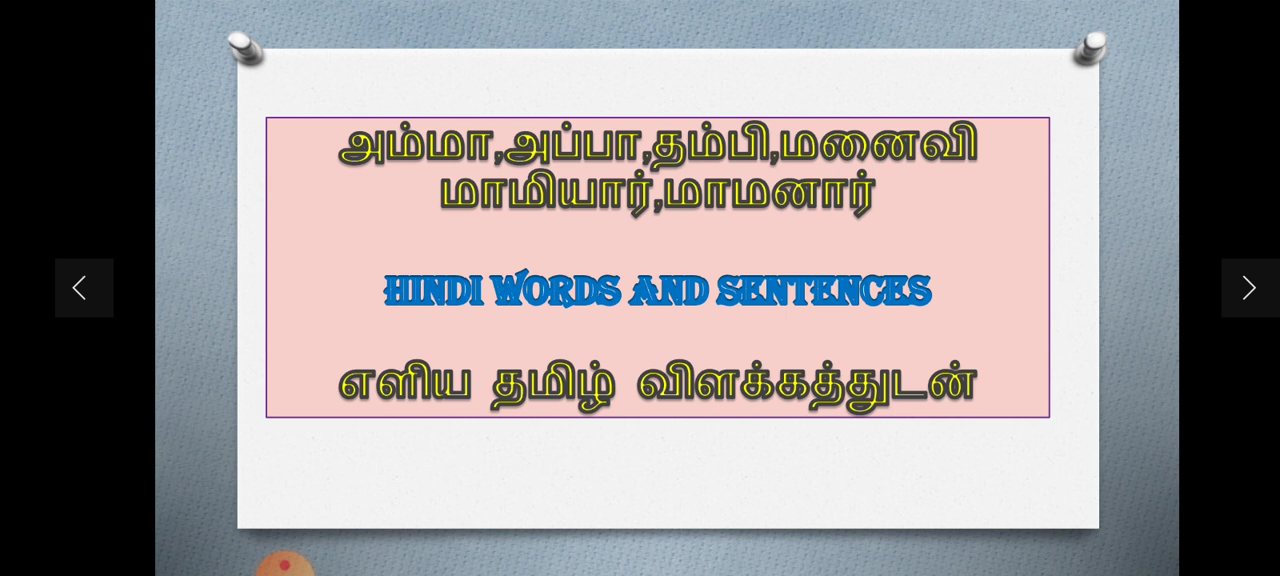 அம்மா,அப்பா,தம்பி,மனைவி
மாமியார்,மாமனார்
HINDI WORDS AND SENTENCES
எளிய தமிழ் விளக்கத்துடன்